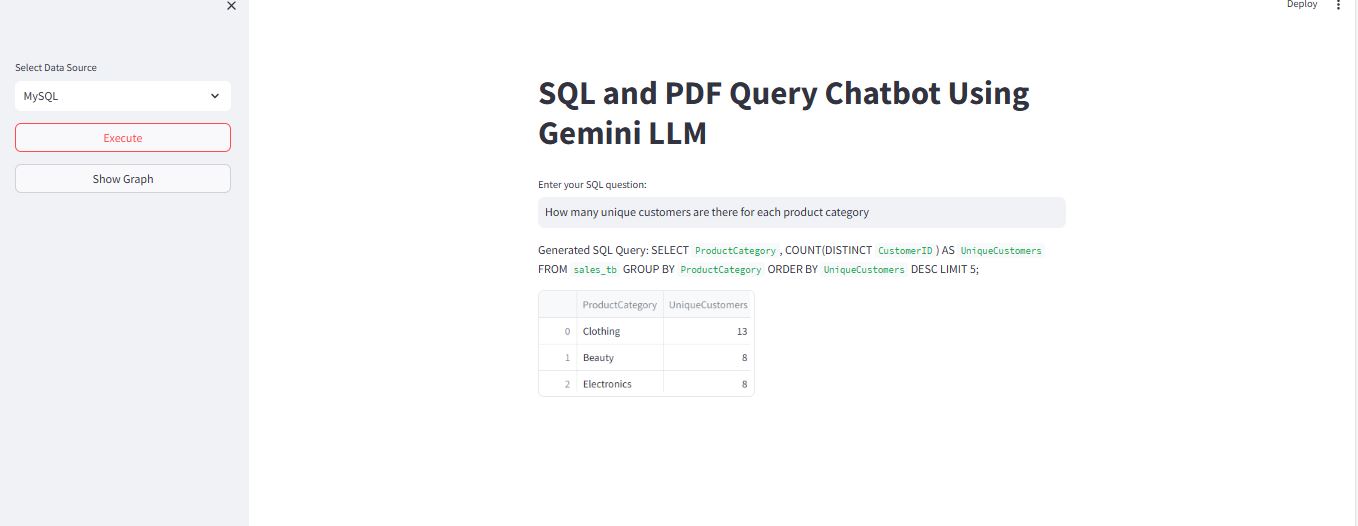 Deploy
Select Data Source
MySQL
Execute
Show Graph
SQL and PDF Query Chatbot Using
Gemini LLM
Enter your SQL question:
How many unique customers are there for each product category
Generated SQL Query: SELECT ProductCategory , COUNT(DISTINCT CustomerID ) AS UniqueCustomers
FROM sales_tb GROUP BY ProductCategory ORDER BY UniqueCustomers DESC LIMIT 5;
ProductCategory UniqueCustomers
0 Clothing 13
1 Beauty 8
2 Electronics 8